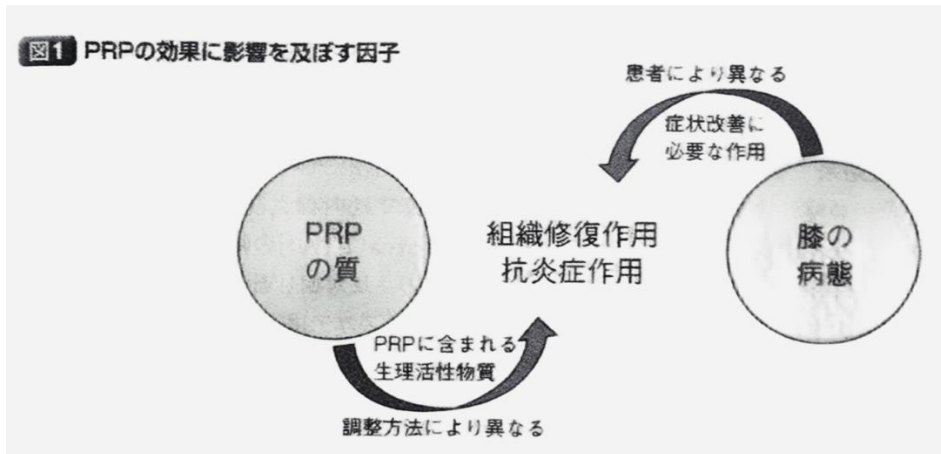 図1 PRPの効果に影響を及ぼす因子
患者により異なる
症状改善に
必要な作用
PRP
の質
組織修復作用
抗炎症作用
膝の
病態
PRPに含まれる
生理活性物質
調整方法により異なる